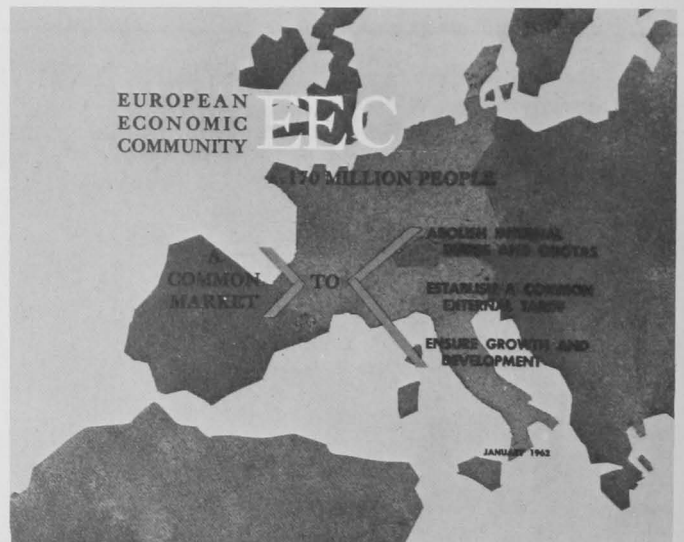 EUROPEAN
ECONOMIC
COMMUNITY
EEC
170 MILLION PEOPLE
A
COMMON
MARKET
TO
ABOLISH INTERNAL
AND QUOTAS
ESTABLISH A COMMON
EXTERNAL TARIFF
ENSURE GROWTH AND
DEVELOPMENT
JANUARY 1962